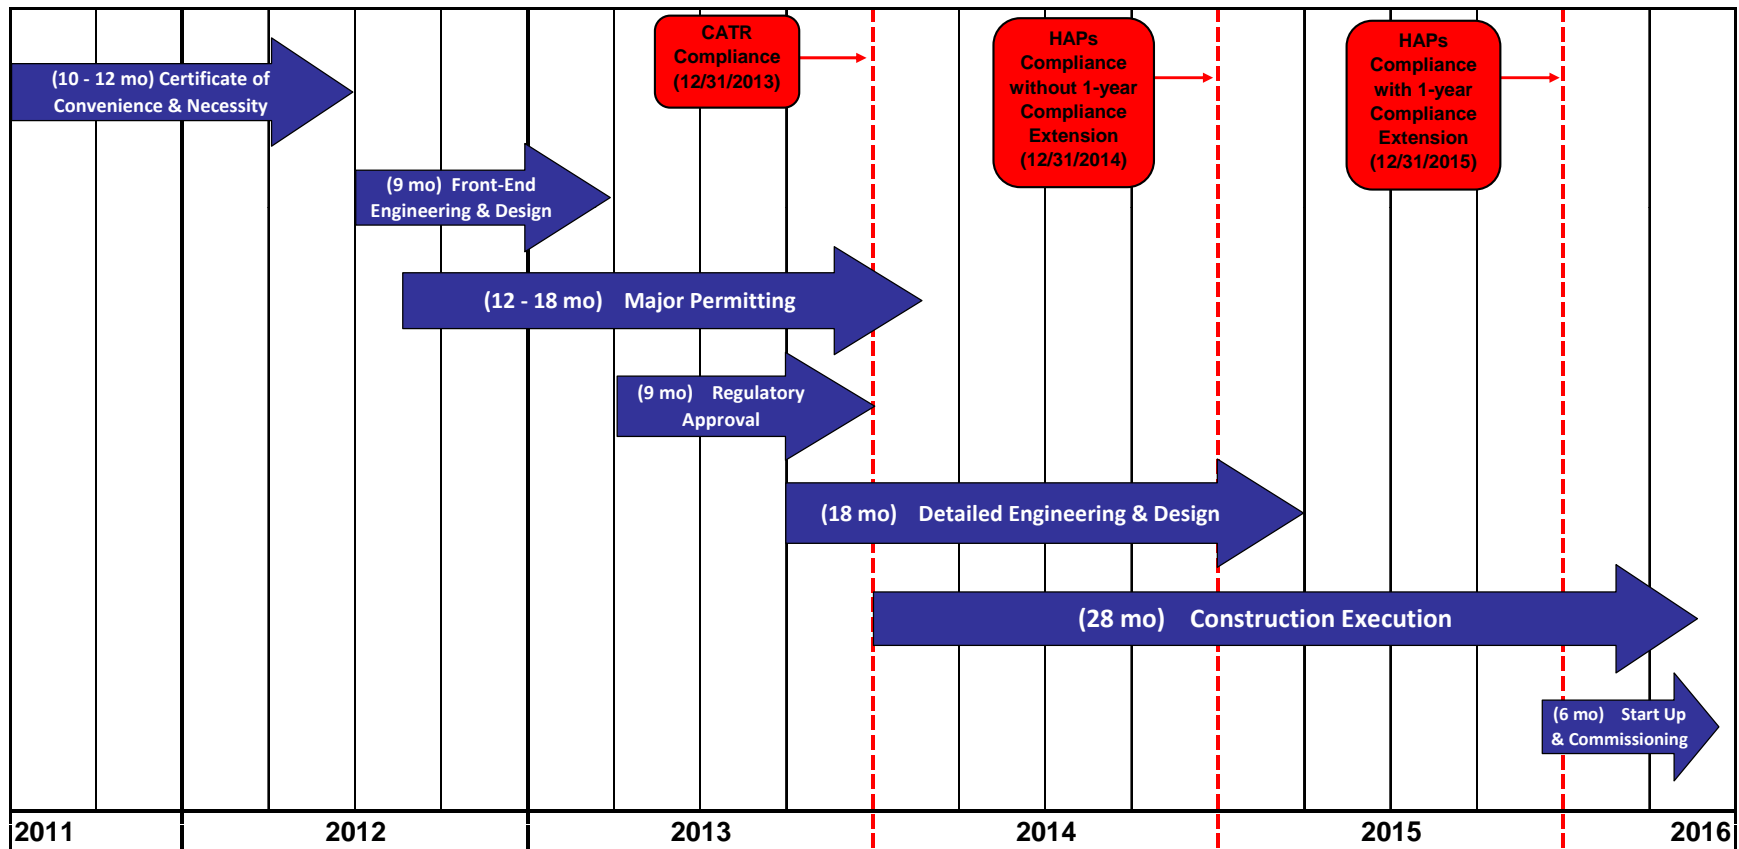 CATR
Compliance
(12/31/2013)
HAPs
Compliance
without 1-year
Compliance
Extension
(12/31/2014)
HAPs
Compliance
with 1-year
Compliance
Extension
(12/31/2015)
(10 - 12 mo) Certificate of
Convenience & Necessity
(9 mo) Front-End
Engineering & Design
(12 - 18 mo) Major Permitting
(9 mo) Regulatory
Approval
(18 mo) Detailed Engineering & Design
(28 mo) Construction Execution
(6 mo) Start Up
& Commissioning
2011 2012 2013 2014 2015 2016